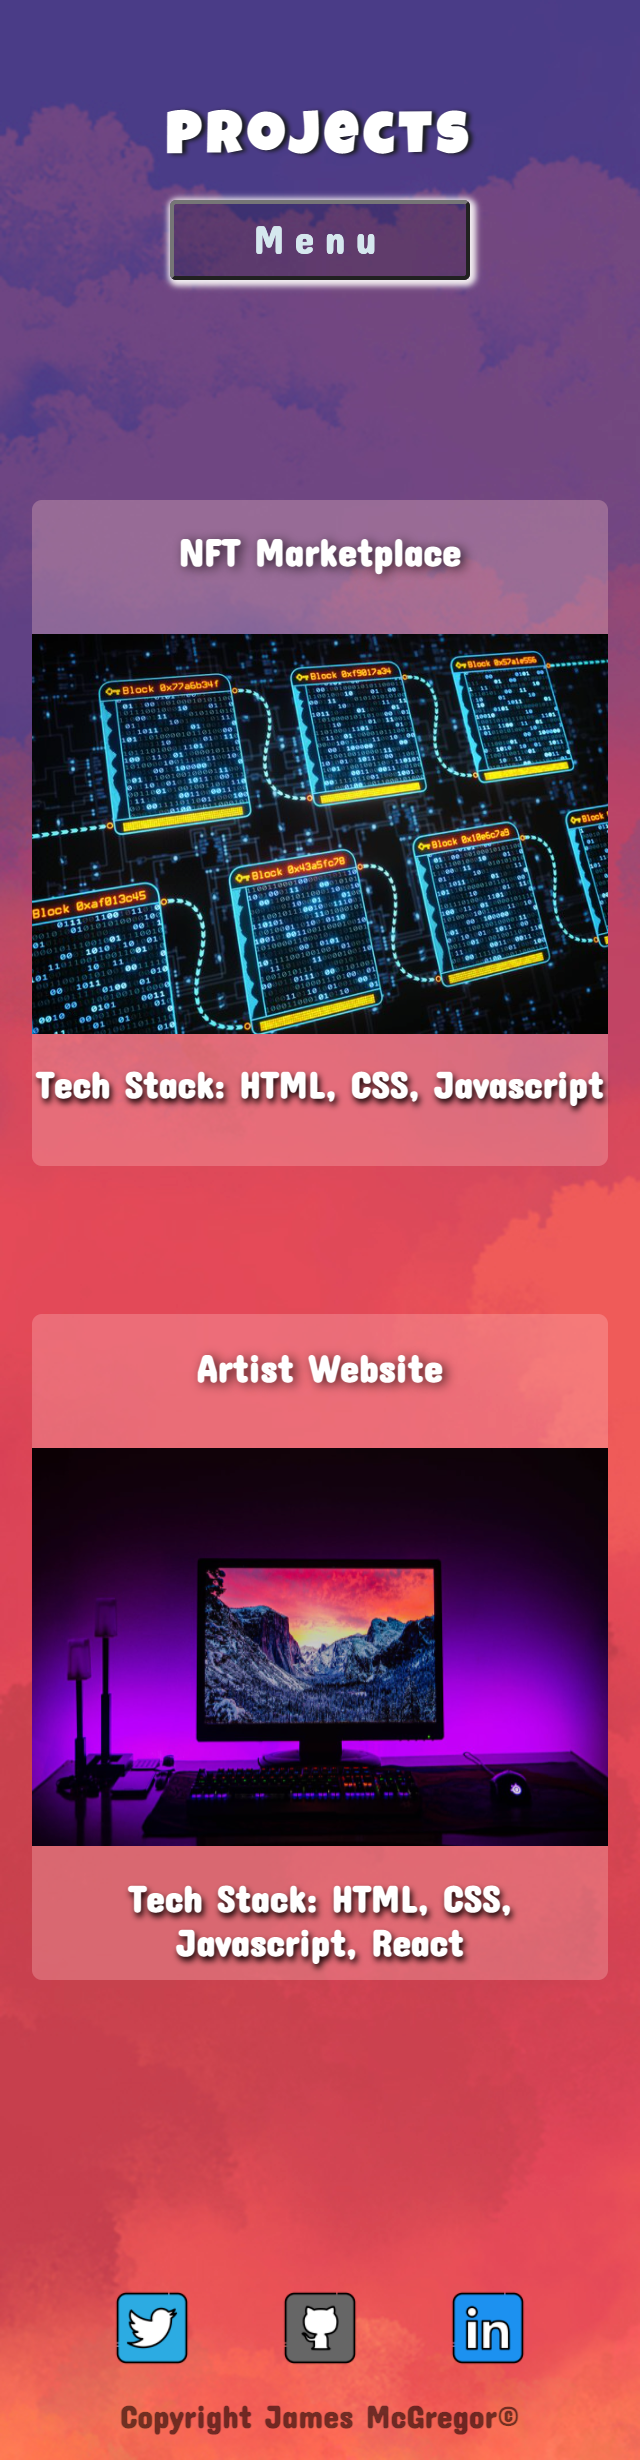 Projects
Menu
NFT Marketplace
Block 0x77a6b34f
Block 0xf9817a34
Block 0x57a1e556
Block 0xaf013c45
Block 0x43a5fc78
Block 0x18e6c7a9
Block
Tech Stack: HTML, CSS, Javascript
Artist Website
Tech Stack: HTML, CSS,
Javascript, React
in
Copyright James McGregor©